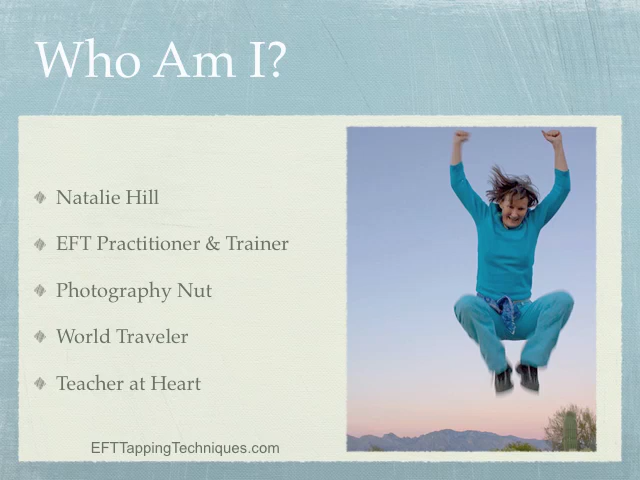 Who Am I?
Natalie Hill
EFT Practitioner & Trainer
Photography Nut
World Traveler
Teacher at Heart
EFTTappingTechniques.com